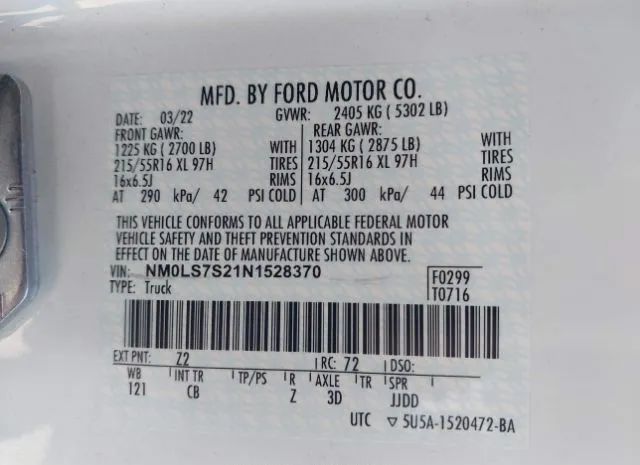 MFD. BY FORD MOTOR CO.
DATE: 03/22 GVWR: 2405 KG ( 5302 LB)
FRONT GAWR: REAR GAWR:
1225 KG ( 2700 LB) WITH 1304 KG ( 2875 LB) WITH
215/55R16 XL 97H TIRES 215/55R16 XL 97H TIRES
16x6.5J RIMS 16x6.5J RIMS
AT 290 kPa/ 42 PSI COLD AT 300 kPa/ 44 PSI COLD
THIS VEHICLE CONFORMS TO ALL APPLICABLE FEDERAL MOTOR
VEHICLE SAFETY AND THEFT PREVENTION STANDARDS IN
EFFECT ON THE DATE OF MANUFACTURE SHOWN ABOVE.
VIN: NM0LS7S21N1528370 F0299
TYPE: Truck T0716
EXT PNT: Z2 RC: 72 DSO:
WB INT TR TP/PS R AXLE TR SPR
121 CB Z 3D JJDD
UTC ▽ 5U5A-1520472-BA